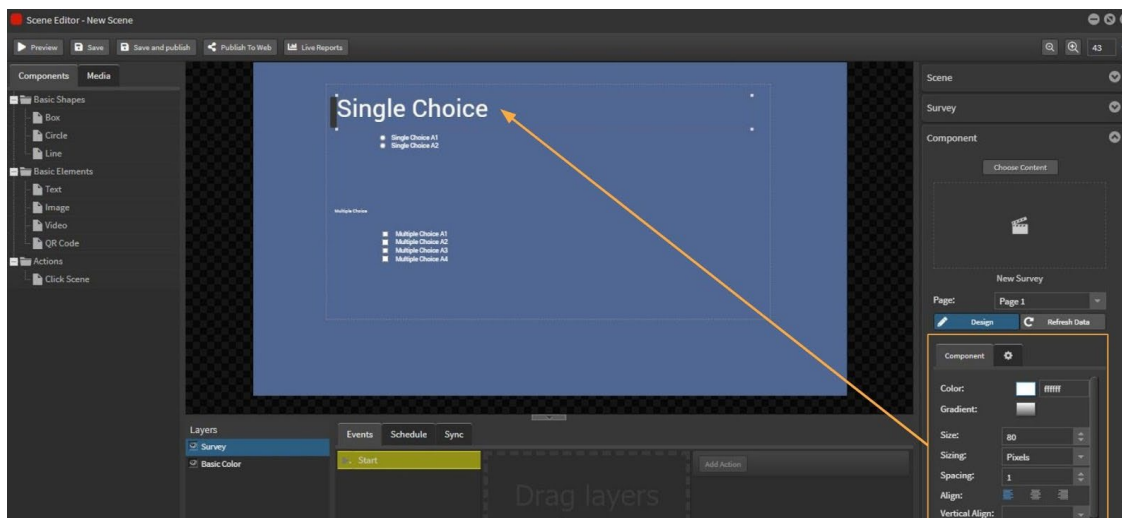 Scene Editor - New Scene
Preview Save Save and publish Publish To Web Live Reports 43
Components Media
Basic Shapes
Box
Circle
Line
Basic Elements
Text
Image
Video
QR Code
Actions
Click Scene
Single Choice
Single Choice A1
Single Choice A2
Multiple Choice
Multiple Choice A1
Multiple Choice A2
Multiple Choice A3
Multiple Choice A4
Layers
Survey
Basic Color
Events Schedule Sync
Start
Drag layers
Add Action
Scene
Survey
Component
Choose Content
New Survey
Page: Page 1
Design Refresh Data
Component
Color: ffffff
Gradient:
Size: 80
Sizing: Pixels
Spacing: 1
Align:
Vertical Align: